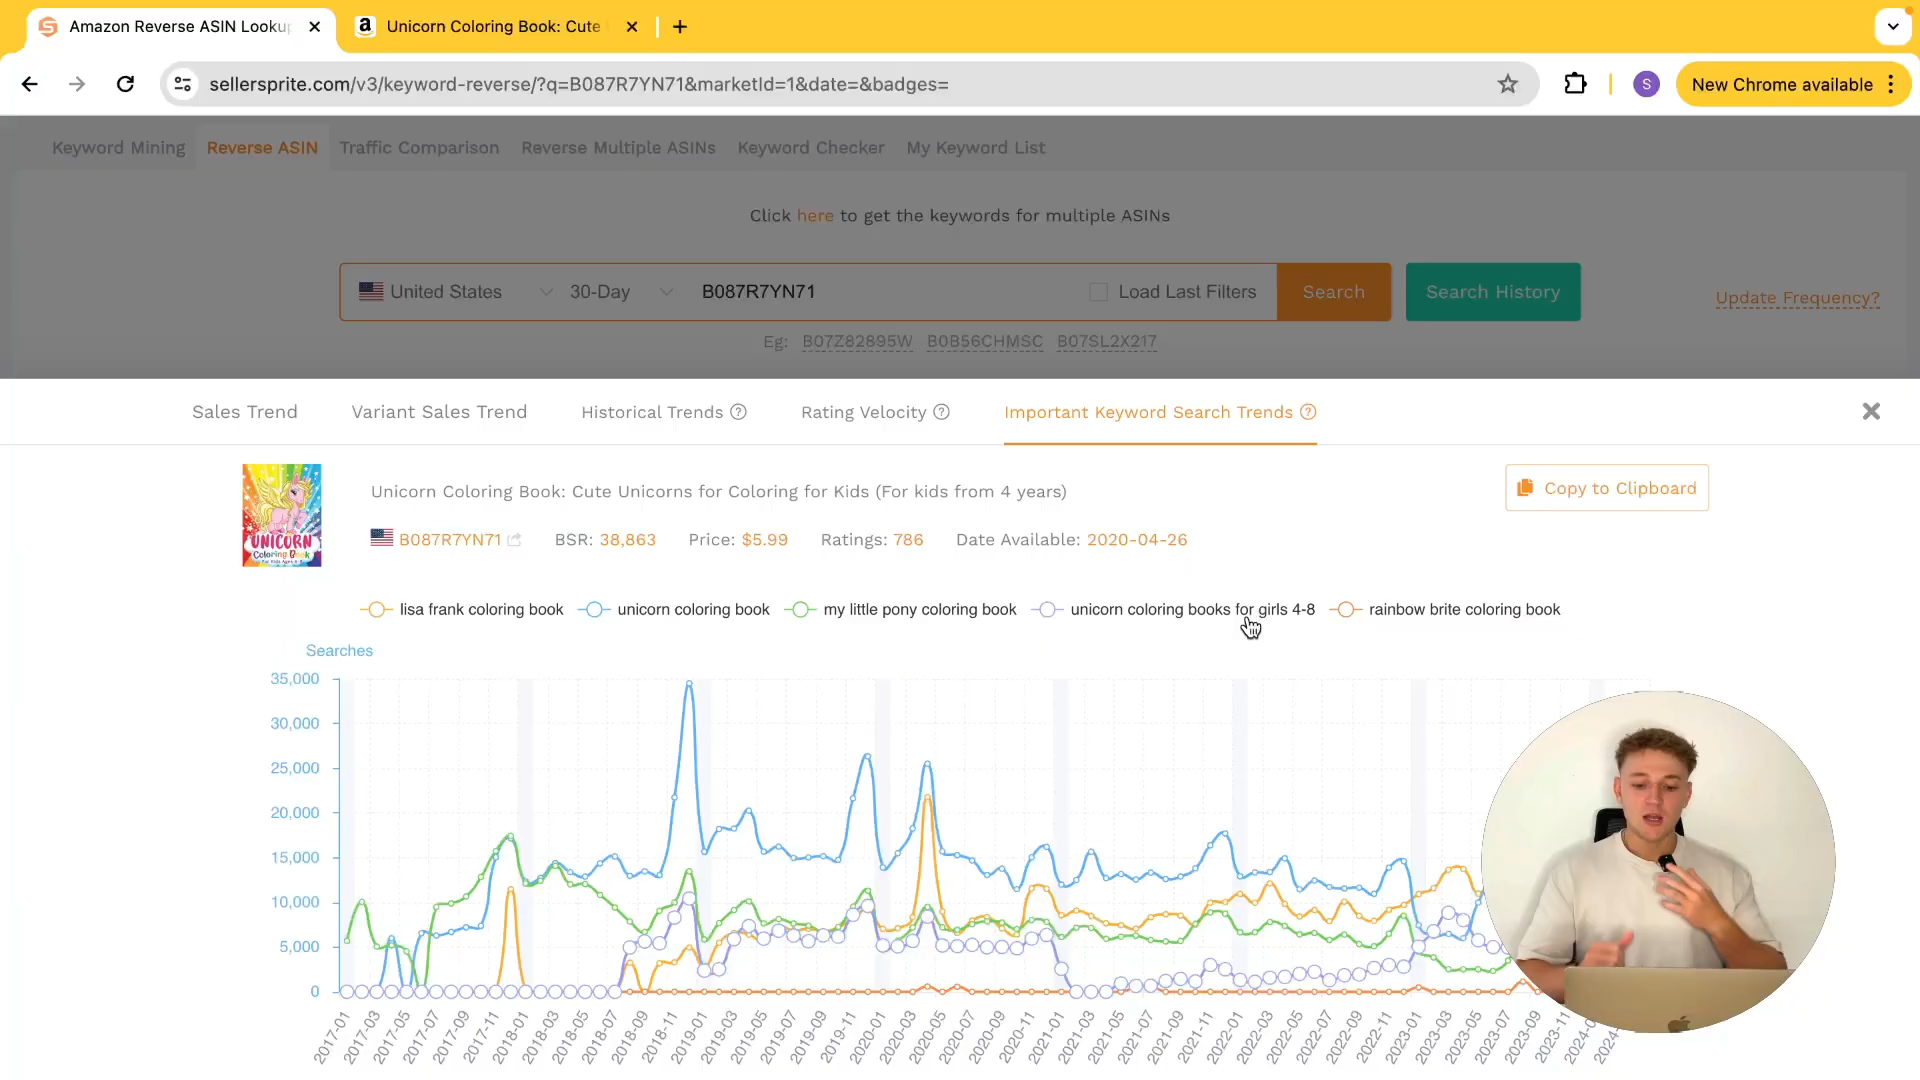 Amazon Reverse ASIN Looku
Unicorn Coloring Book: Cute
sellersprite.com/v3/keyword-reverse/?q=B087R7YN71&marketId=1&date=&badges=
S
New Chrome available
Keyword Mining
Reverse ASIN
Traffic Comparison
Reverse Multiple ASINs
Keyword Checker
My Keyword List
Click here to get the keywords for multiple ASINs
United States
30-Day
B087R7YN71
Load Last Filters
Search
Search History
Update Frequency?
Eg: B07Z82895W B0B56CHMSC B07SL2X217
Sales Trend
Variant Sales Trend
Historical Trends ?
Rating Velocity ?
Important Keyword Search Trends ?
UNICORN
Coloring Book
Unicorn Coloring Book: Cute Unicorns for Coloring for Kids (For kids from 4 years)
Copy to Clipboard
B087R7YN71 BSR: 38,863 Price: $5.99 Ratings: 786 Date Available: 2020-04-26
lisa frank coloring book
unicorn coloring book
my little pony coloring book
unicorn coloring books for girls 4-8
rainbow brite coloring book
Searches
35,000
30,000
25,000
20,000
15,000
10,000
5,000
0
2017-01
2017-03
2017-05
2017-07
2017-09
2017-11
2018-01
2018-03
2018-05
2018-07
2018-09
2018-11
2019-01
2019-03
2019-05
2019-07
2019-09
2019-11
2020-01
2020-03
2020-05
2020-07
2020-09
2020-11
2021-01
2021-03
2021-05
2021-07
2021-09
2021-11
2022-01
2022-03
2022-05
2022-07
2022-09
2022-11
2023-01
2023-03
2023-05
2023-07
2023-09
2023-11
2024-
2024-